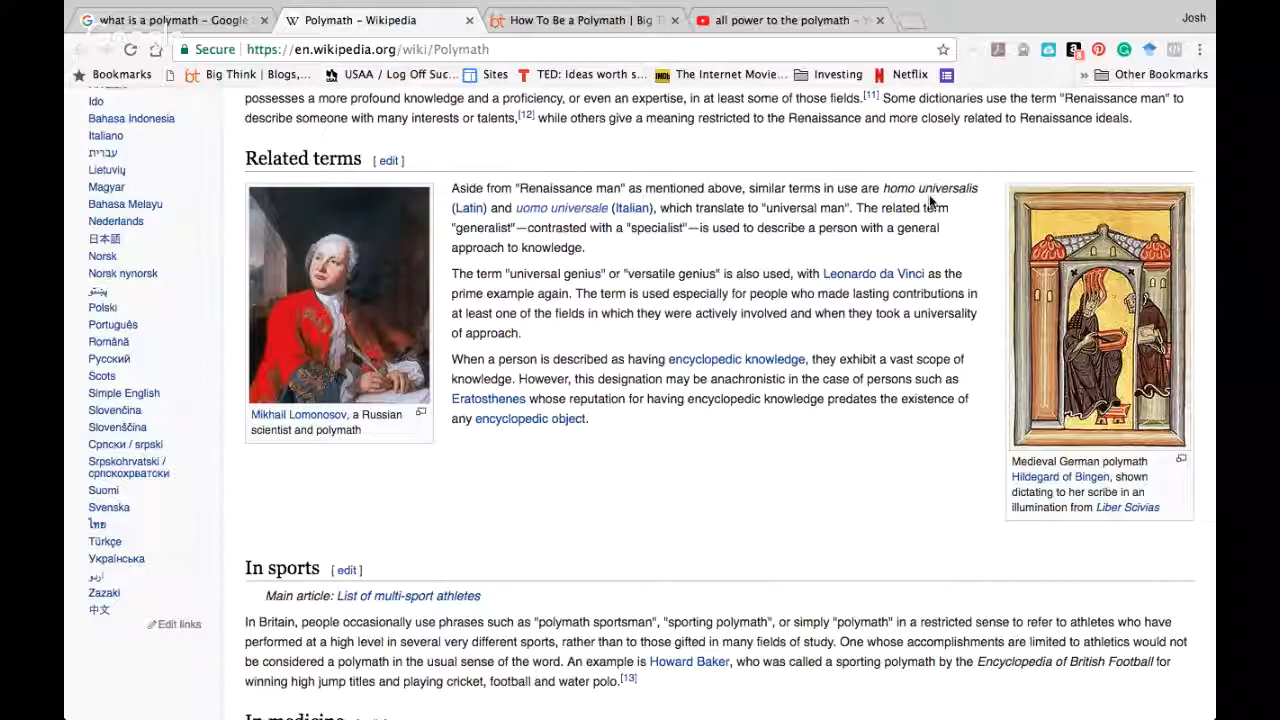 what is a polymath - Google
Polymath - Wikipedia
How To Be a Polymath | Big T
all power to the polymath -
Josh
Secure
https://en.wikipedia.org/wiki/Polymath
Bookmarks
Big Think | Blogs,...
USAA / Log Off Suc...
Sites
TED: Ideas worth s...
The Internet Movie...
Investing
Netflix
Other Bookmarks
Ido
Bahasa Indonesia
Italiano
עברית
Lietuvių
Magyar
Bahasa Melayu
Nederlands
日本語
Norsk
Norsk nynorsk
پښتو
Polski
Português
Română
Русский
Scots
Simple English
Slovenčina
Slovenščina
Српски / srpski
Srpskohrvatski /
српскохрватски
Suomi
Svenska
ไทย
Türkçe
Українська
اردو
Zazaki
中文
Edit links
possesses a more profound knowledge and a proficiency, or even an expertise, in at least some of those fields.[11] Some dictionaries use the term "Renaissance man" to
describe someone with many interests or talents,[12] while others give a meaning restricted to the Renaissance and more closely related to Renaissance ideals.
Related terms [ edit ]
Mikhail Lomonosov, a Russian
scientist and polymath
Aside from "Renaissance man" as mentioned above, similar terms in use are homo universalis
(Latin) and uomo universale (Italian), which translate to "universal man". The related term
"generalist"—contrasted with a "specialist"—is used to describe a person with a general
approach to knowledge.
The term "universal genius" or "versatile genius" is also used, with Leonardo da Vinci as the
prime example again. The term is used especially for people who made lasting contributions in
at least one of the fields in which they were actively involved and when they took a universality
of approach.
When a person is described as having encyclopedic knowledge, they exhibit a vast scope of
knowledge. However, this designation may be anachronistic in the case of persons such as
Eratosthenes whose reputation for having encyclopedic knowledge predates the existence of
any encyclopedic object.
Medieval German polymath
Hildegard of Bingen, shown
dictating to her scribe in an
illumination from Liber Scivias
In sports [ edit ]
Main article: List of multi-sport athletes
In Britain, people occasionally use phrases such as "polymath sportsman", "sporting polymath", or simply "polymath" in a restricted sense to refer to athletes who have
performed at a high level in several very different sports, rather than to those gifted in many fields of study. One whose accomplishments are limited to athletics would not
be considered a polymath in the usual sense of the word. An example is Howard Baker, who was called a sporting polymath by the Encyclopedia of British Football for
winning high jump titles and playing cricket, football and water polo.[13]